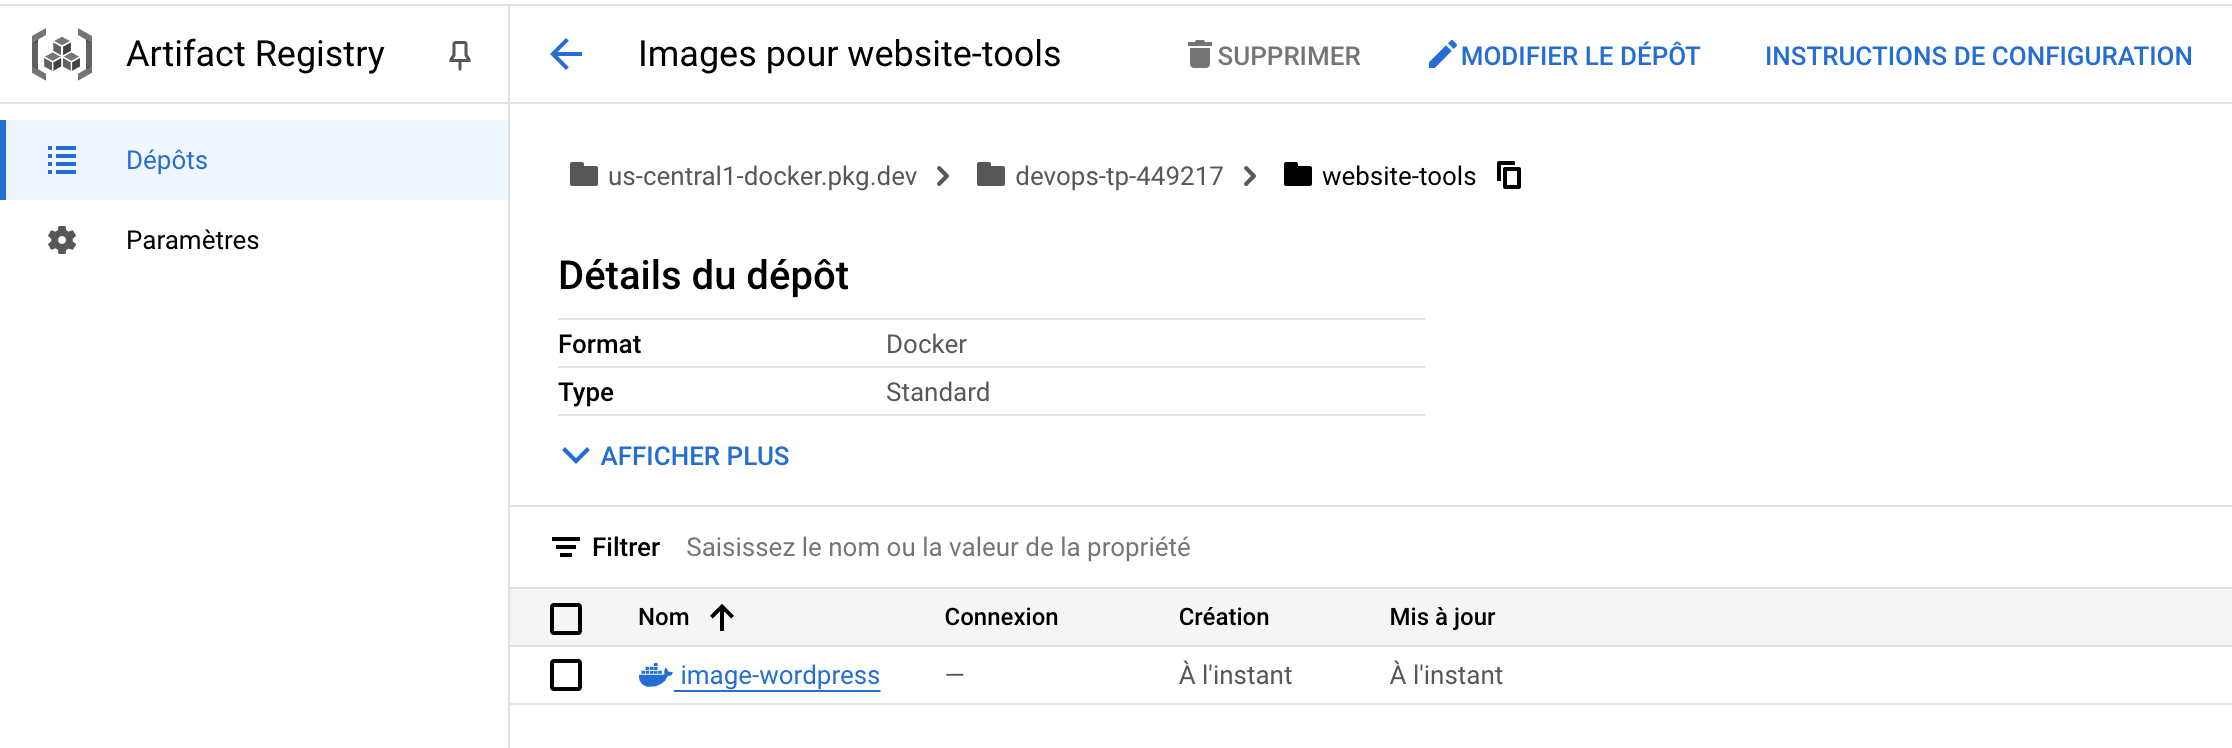 Artifact Registry
Images pour website-tools
SUPPRIMER
MODIFIER LE DÉPÔT
INSTRUCTIONS DE CONFIGURATION
Dépôts
Paramètres
us-central1-docker.pkg.dev
devops-tp-449217
website-tools
Détails du dépôt
Format Docker
Type Standard
AFFICHER PLUS
Filtrer Saisissez le nom ou la valeur de la propriété
Nom Connexion Création Mis à jour
image-wordpress — À l'instant À l'instant